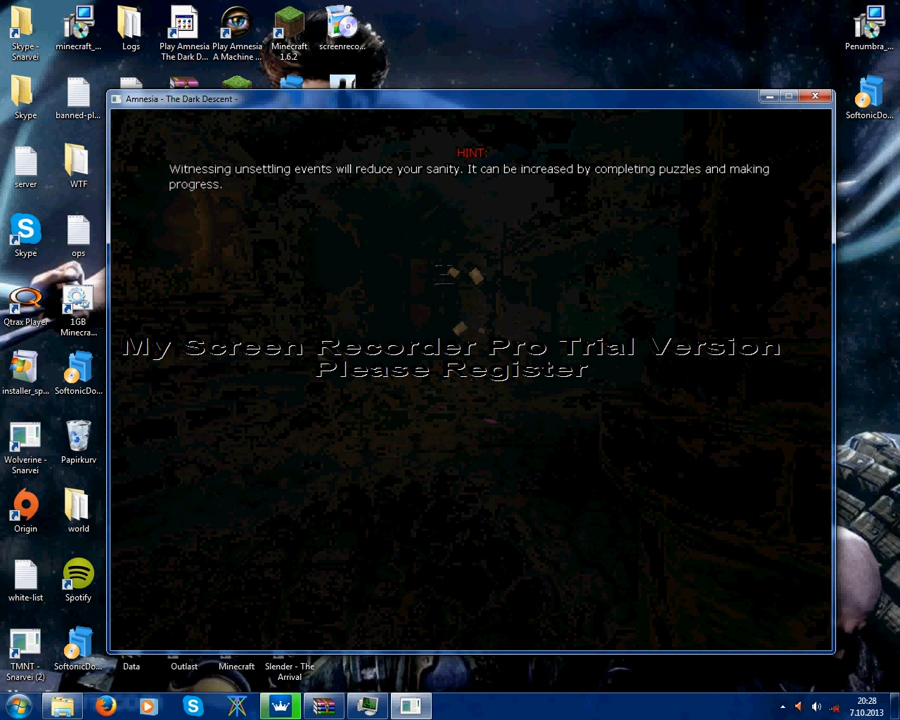 Skype -
Snarvei
minecraft_...
Logs
Play Amnesia
The Dark D...
Play Amnesia
A Machine ...
Minecraft
1.6.2
screenreco...
Penumbra_...
Skype
banned-pl...
SoftonicDo...
Amnesia - The Dark Descent -
HINT:
Witnessing unsettling events will reduce your sanity. It can be increased by completing puzzles and making
progress.
server
WTF
Skype
ops
Qtrax Player
1GB
Minecra...
My Screen Recorder Pro Trial Version
Please Register
installer_sp...
SoftonicDo...
Wolverine -
Snarvei
Papirkurv
Origin
world
white-list
Spotify
TMNT -
Snarvei (2)
SoftonicDo...
Data
Outlast
Minecraft
Slender - The
Arrival
20:28
7.10.2013